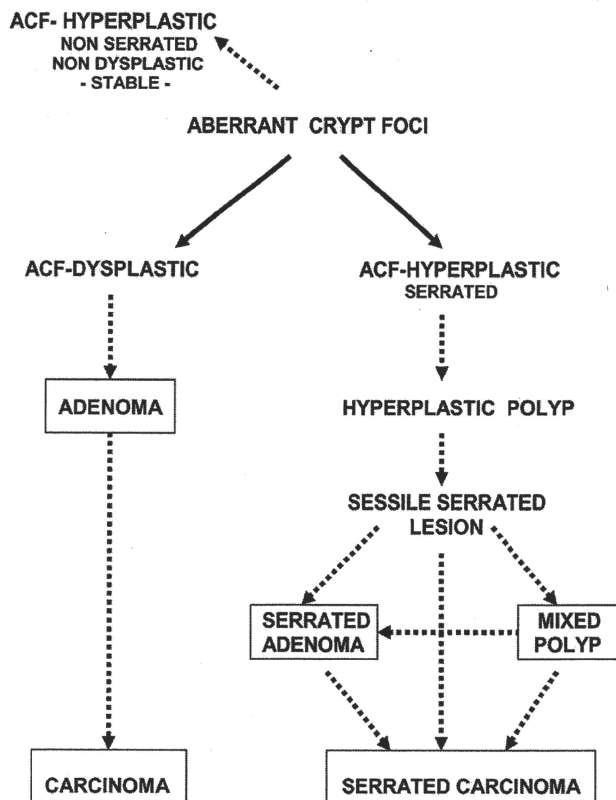 ACF- HYPERPLASTIC
NON SERRATED
NON DYSPLASTIC
- STABLE -
ABERRANT CRYPT FOCI
ACF-DYSPLASTIC
ACF-HYPERPLASTIC
SERRATED
ADENOMA
HYPERPLASTIC POLYP
SESSILE SERRATED
LESION
SERRATED
ADENOMA
MIXED
POLYP
CARCINOMA
SERRATED CARCINOMA